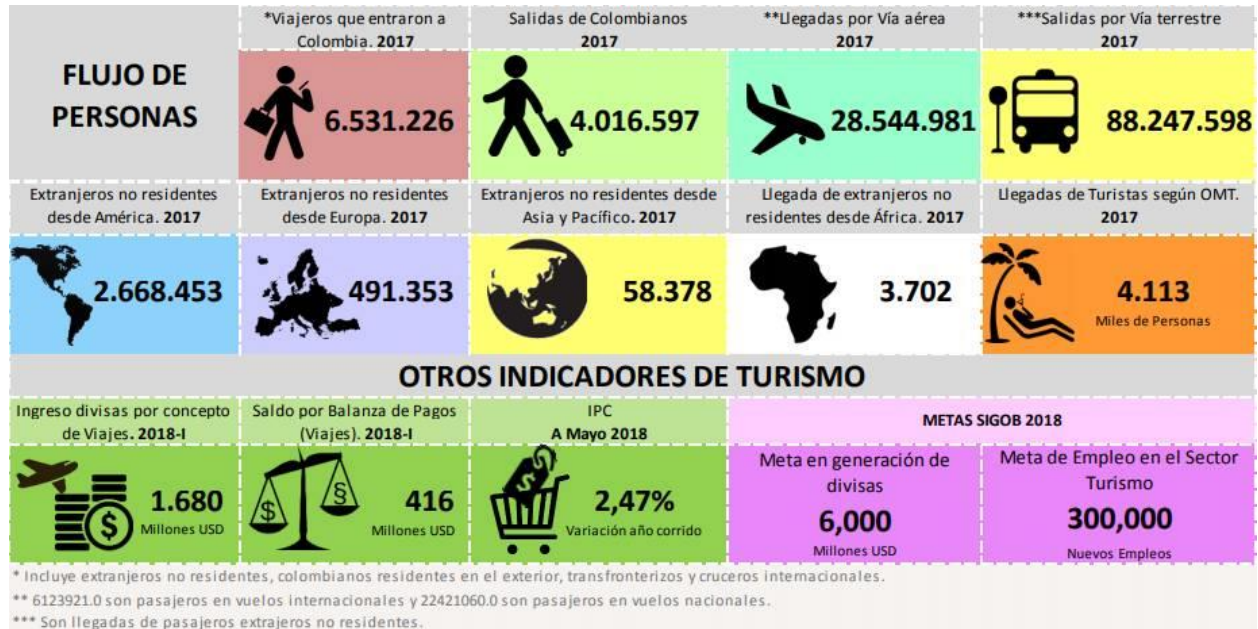 FLUJO DE
PERSONAS
*Viajeros que entraron a
Colombia. 2017
6.531.226
Salidas de Colombianos
2017
4.016.597
**Llegadas por Vía aérea
2017
28.544.981
***Salidas por Vía terrestre
2017
88.247.598
Extranjeros no residentes
desde América. 2017
2.668.453
Extranjeros no residentes
desde Europa. 2017
491.353
Extranjeros no residentes desde
Asia y Pacífico. 2017
58.378
Llegada de extranjeros no
residentes desde África. 2017
3.702
Llegadas de Turistas según OMT.
2017
4.113
Miles de Personas
OTROS INDICADORES DE TURISMO
Ingreso divisas por concepto
de Viajes. 2018-I
$
1.680
Millones USD
Saldo por Balanza de Pagos
(Viajes). 2018-I
$ §
416
Millones USD
IPC
A Mayo 2018
$
2,47%
Variación año corrido
METAS SIGOB 2018
Meta en generación de
divisas
6,000
Millones USD
Meta de Empleo en el Sector
Turismo
300,000
Nuevos Empleos
* Incluye extranjeros no residentes, colombianos residentes en el exterior, transfronterizos y cruceros internacionales.
** 6123921.0 son pasajeros en vuelos internacionales y 22421060.0 son pasajeros en vuelos nacionales.
*** Son llegadas de pasajeros extrajeros no residentes.